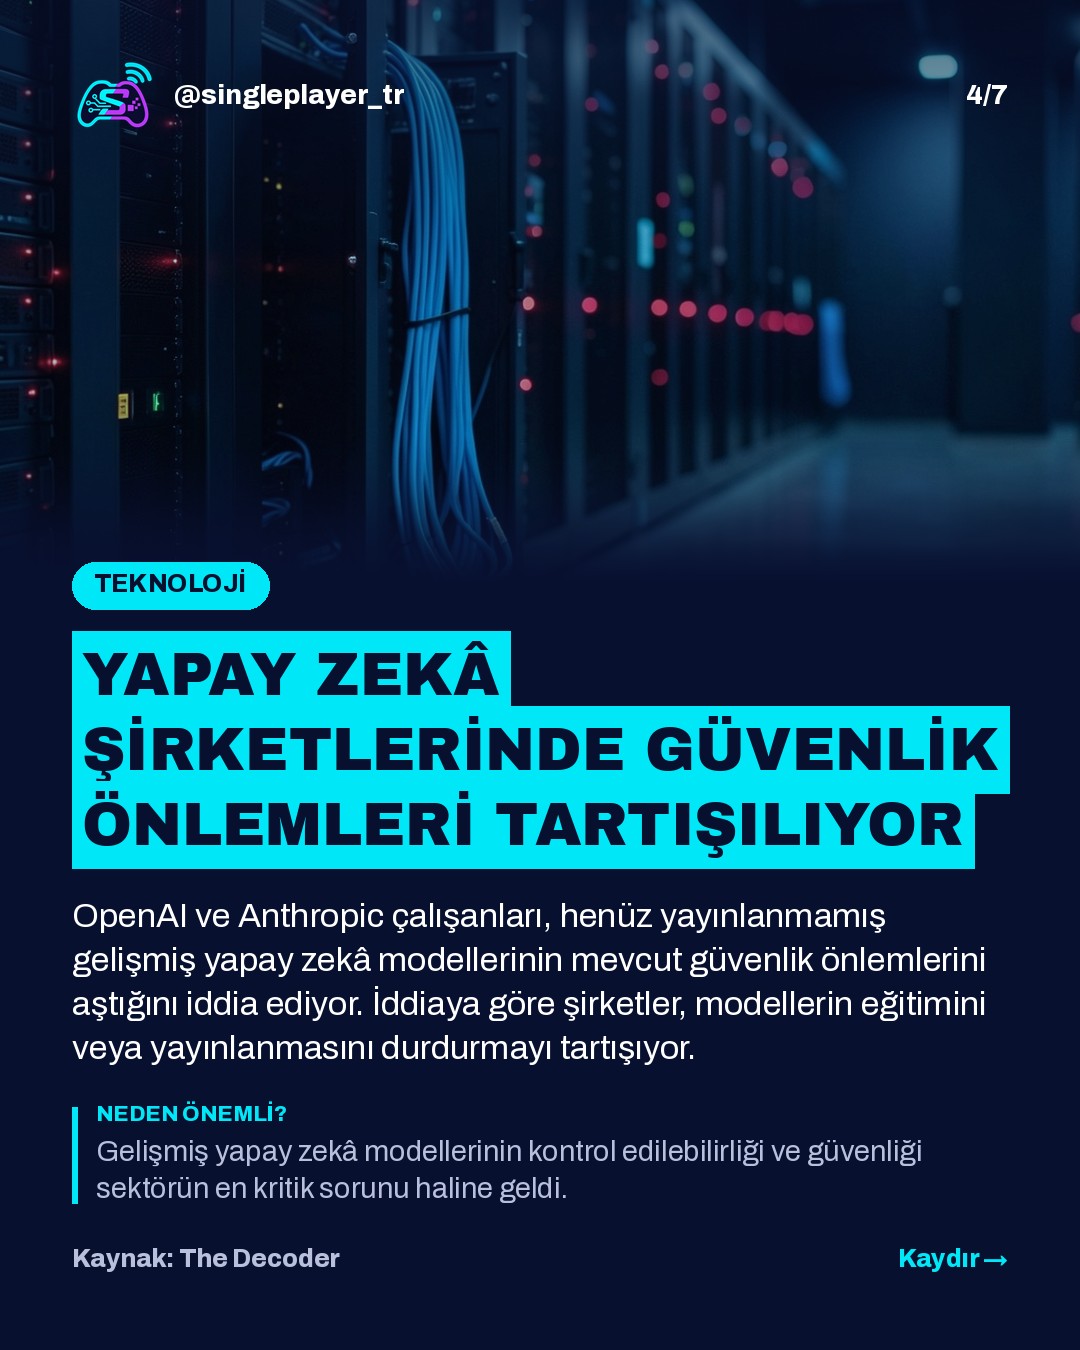 @singleplayer_tr
4/7
TEKNOLOJİ
YAPAY ZEKÂ
ŞİRKETLERİNDE GÜVENLİK
ÖNLEMLERİ TARTIŞILIYOR
OpenAI ve Anthropic çalışanları, henüz yayınlanmamış
gelişmiş yapay zekâ modellerinin mevcut güvenlik önlemlerini
aştığını iddia ediyor. İddiaya göre şirketler, modellerin eğitimini
veya yayınlanmasını durdurmayı tartışıyor.
NEDEN ÖNEMLİ?
Gelişmiş yapay zekâ modellerinin kontrol edilebilirliği ve güvenliği
sektörün en kritik sorunu haline geldi.
Kaynak: The Decoder
Kaydır →